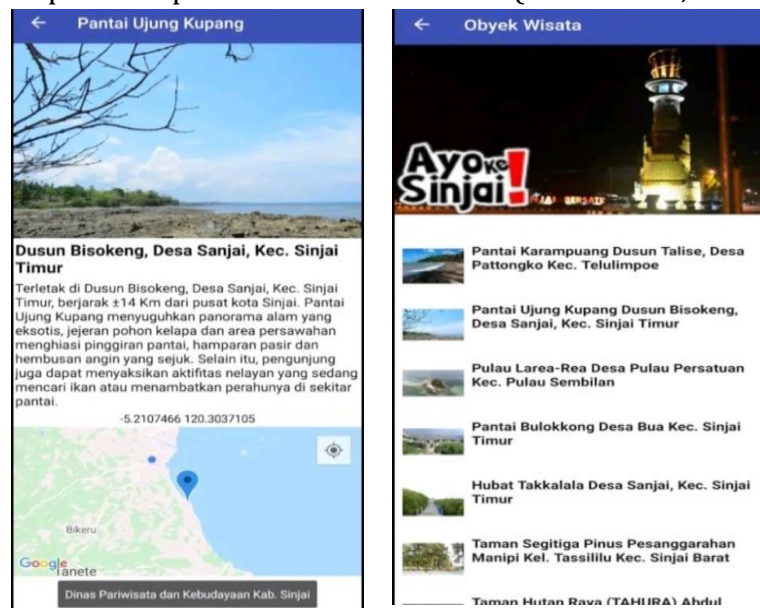 Pantai Ujung Kupang
Dusun Bisokeng, Desa Sanjai, Kec. Sinjai
Timur
Terletak di Dusun Bisokeng, Desa Sanjai, Kec. Sinjai
Timur, berjarak ±14 Km dari pusat kota Sinjai. Pantai
Ujung Kupang menyuguhkan panorama alam yang
eksotis, jejeran pohon kelapa dan area persawahan
menghiasi pinggiran pantai, hamparan pasir dan
hembusan angin yang sejuk. Selain itu, pengunjung
juga dapat menyaksikan aktifitas nelayan yang sedang
mencari ikan atau menambatkan perahunya di sekitar
pantai.
-5.2107466 120.3037105
Bikeru
Google
Tanete
Dinas Pariwisata dan Kebudayaan Kab. Sinjai
Obyek Wisata
Ayo Ke
Sinjai!
BERSATU
Pantai Karampuang Dusun Talise, Desa
Pattongko Kec. Telulimpoe
Pantai Ujung Kupang Dusun Bisokeng,
Desa Sanjai, Kec. Sinjai Timur
Pulau Larea-Rea Desa Pulau Persatuan
Kec. Pulau Sembilan
Pantai Bulokkong Desa Bua Kec. Sinjai
Timur
Hubat Takkalala Desa Sanjai, Kec. Sinjai
Timur
Taman Segitiga Pinus Pesanggarahan
Manipi Kel. Tassililu Kec. Sinjai Barat
Taman Hutan Raya (TAHURA) Abdul